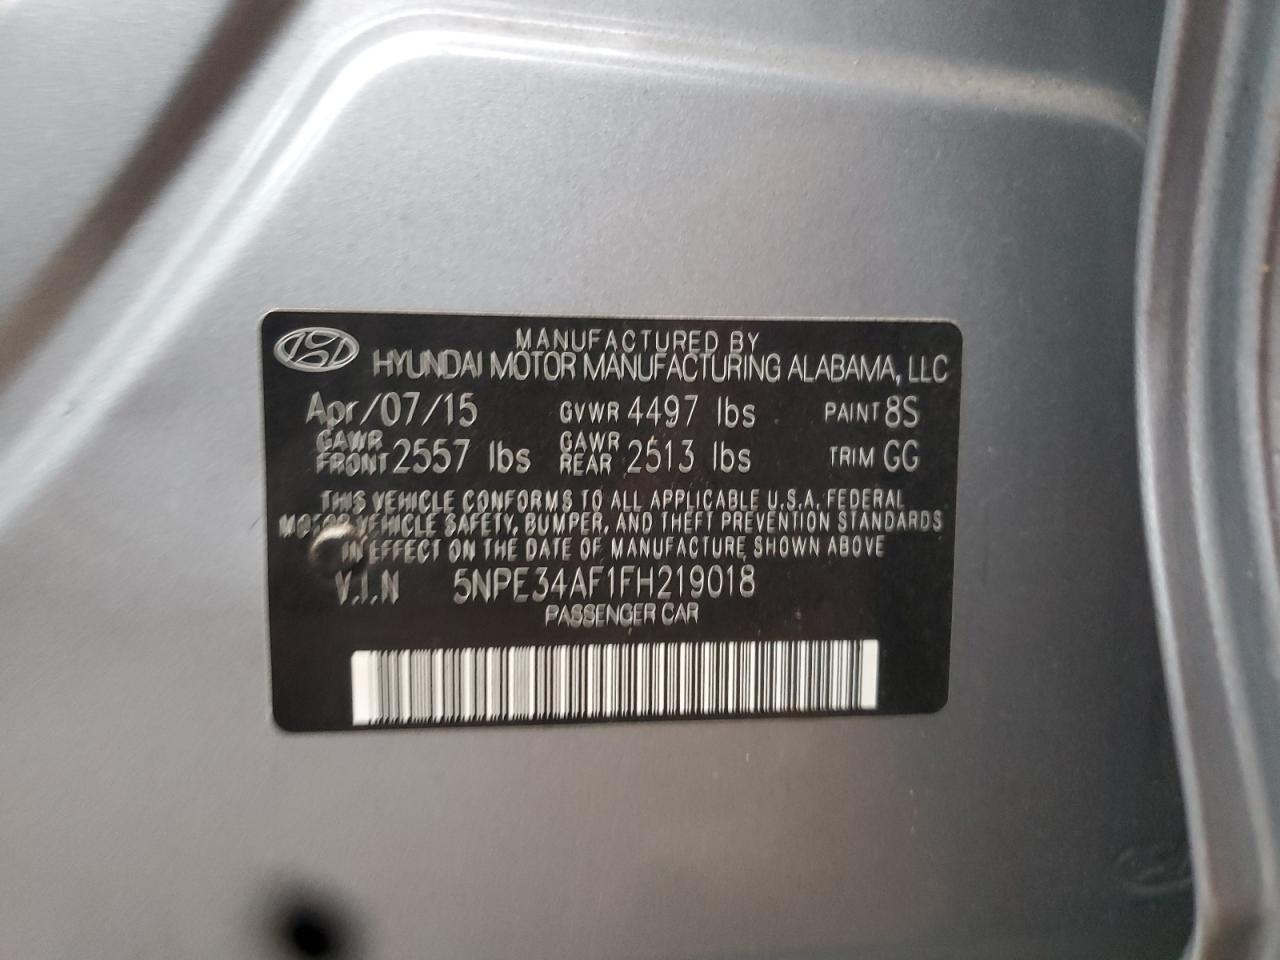 MANUFACTURED BY
HYUNDAI MOTOR MANUFACTURING ALABAMA, LLC
Apr/07/15 GVWR 4497 lbs PAINT 8S
GAWR FRONT 2557 lbs GAWR REAR 2513 lbs TRIM GG
THIS VEHICLE CONFORMS TO ALL APPLICABLE U.S.A. FEDERAL
MOTOR VEHICLE SAFETY, BUMPER, AND THEFT PREVENTION STANDARDS
IN EFFECT ON THE DATE OF MANUFACTURE SHOWN ABOVE
V.I.N 5NPE34AF1FH219018
PASSENGER CAR